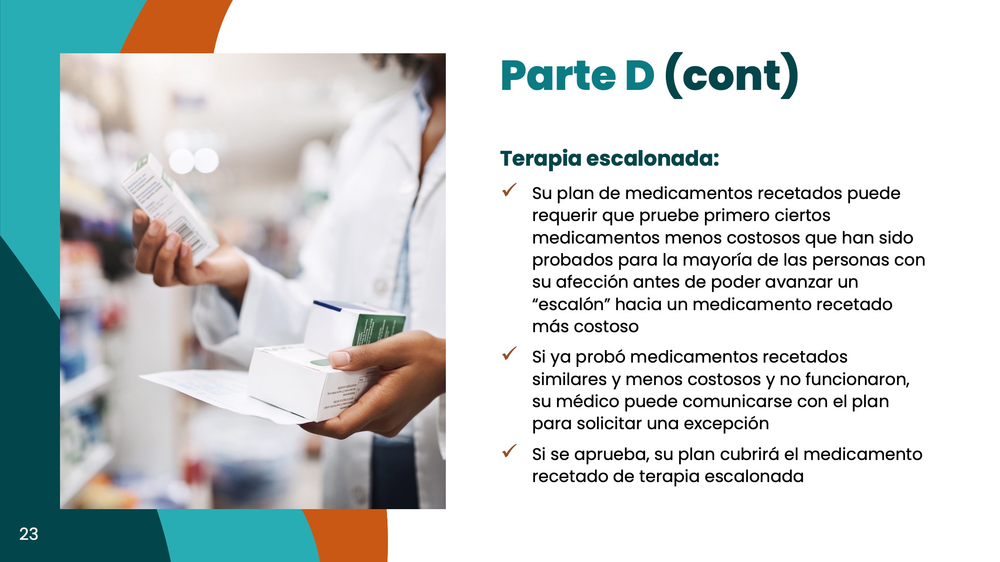 Parte D (cont)
Terapia escalonada:
✓ Su plan de medicamentos recetados puede
requerir que pruebe primero ciertos
medicamentos menos costosos que han sido
probados para la mayoría de las personas con
su afección antes de poder avanzar un
“escalón” hacia un medicamento recetado
más costoso
✓ Si ya probó medicamentos recetados
similares y menos costosos y no funcionaron,
su médico puede comunicarse con el plan
para solicitar una excepción
✓ Si se aprueba, su plan cubrirá el medicamento
recetado de terapia escalonada
23